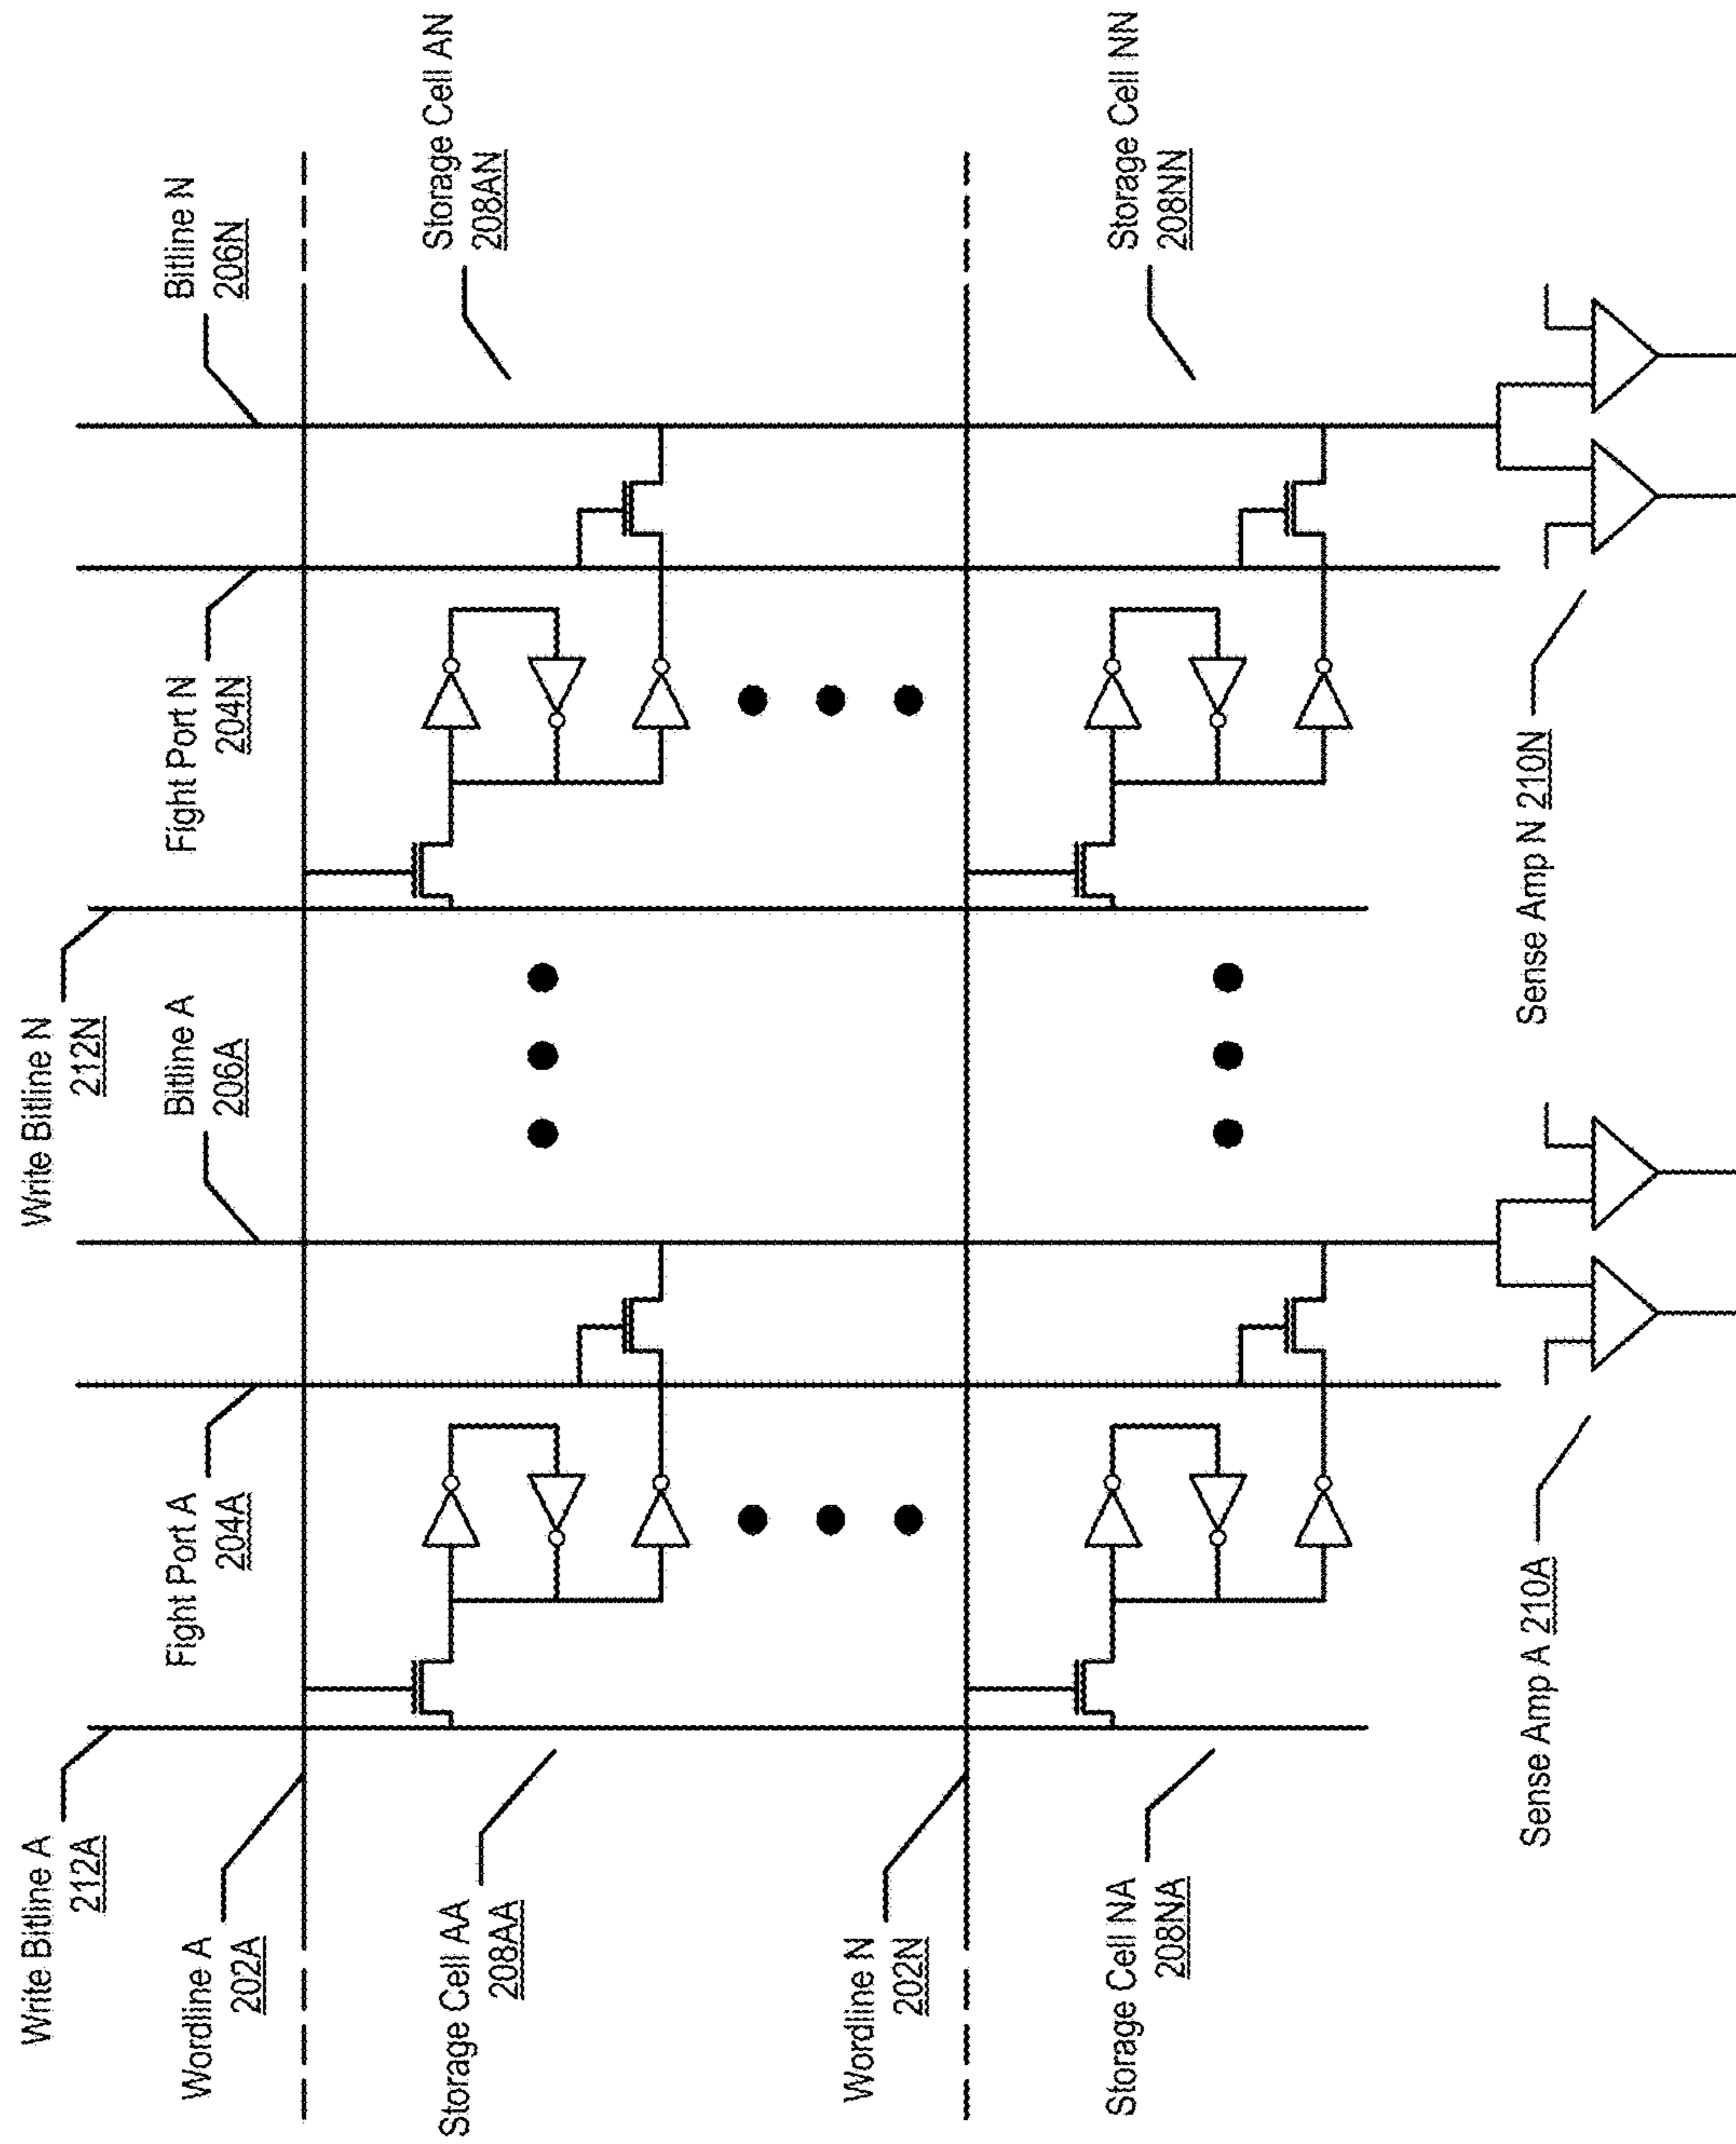 Write Bitline A
212A
Write Bitline N
212N
Fight Port A
204A
Bitline A
206A
Fight Port N
204N
Bitline N
206N
Wordline A
202A
Storage Cell AA
208AA
Storage Cell AN
208AN
Wordline N
202N
Storage Cell NA
208NA
Storage Cell NN
208NN
Sense Amp A 210A
Sense Amp N 210N